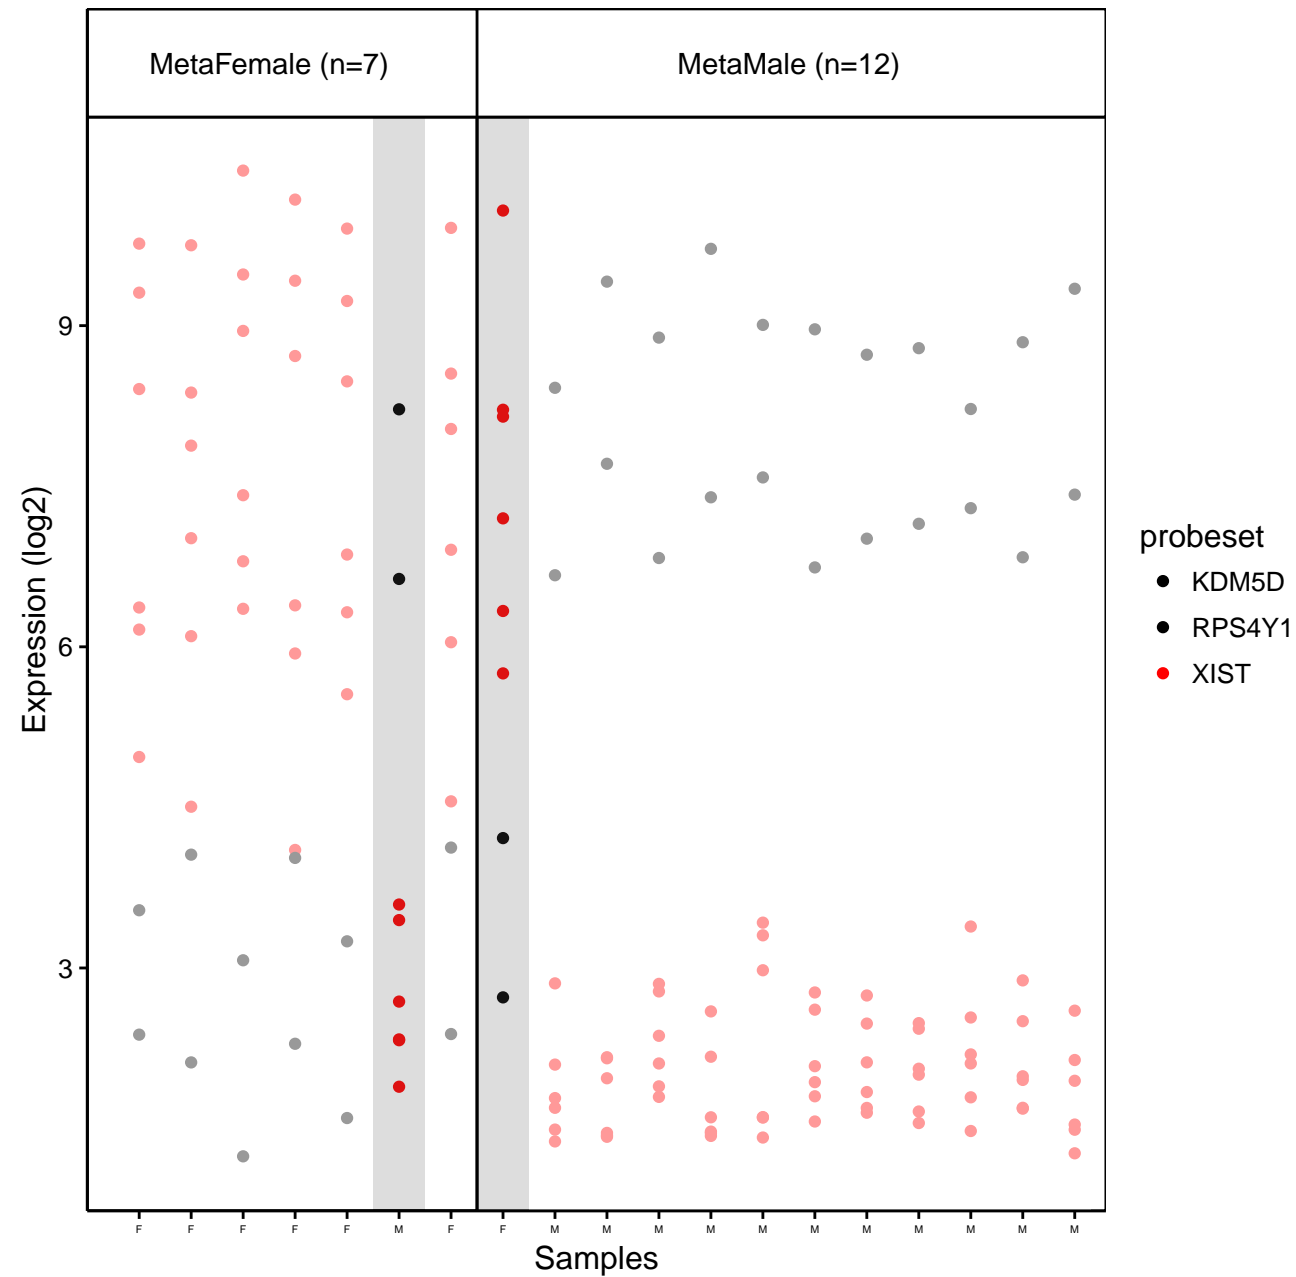 MetaFemale (n=7)
MetaMale (n=12)
Expression (log2)
9
6
3
F F F F F M F F M M M M M M M M M M M
Samples
probeset
KDM5D
RPS4Y1
XIST